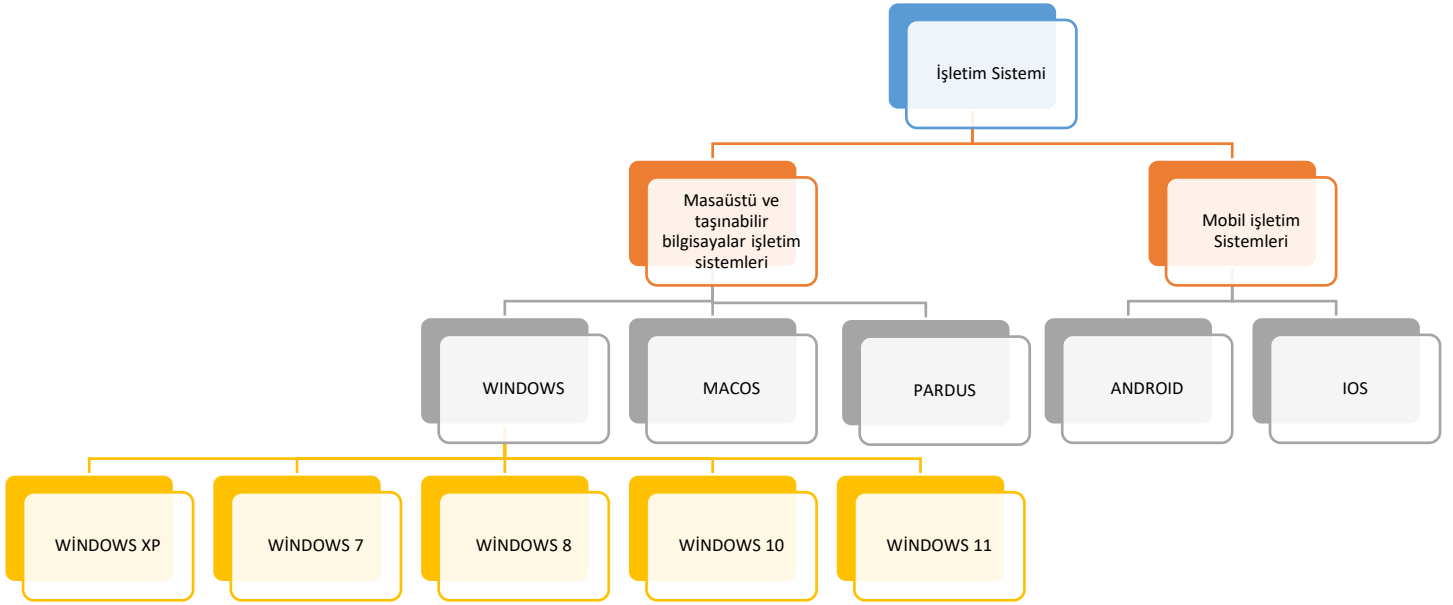 İşletim Sistemi
Masaüstü ve
taşınabilir
bilgisayalar işletim
sistemleri
Mobil işletim
Sistemleri
WINDOWS
MACOS
PARDUS
ANDROID
IOS
WİNDOWS XP
WİNDOWS 7
WİNDOWS 8
WİNDOWS 10
WİNDOWS 11